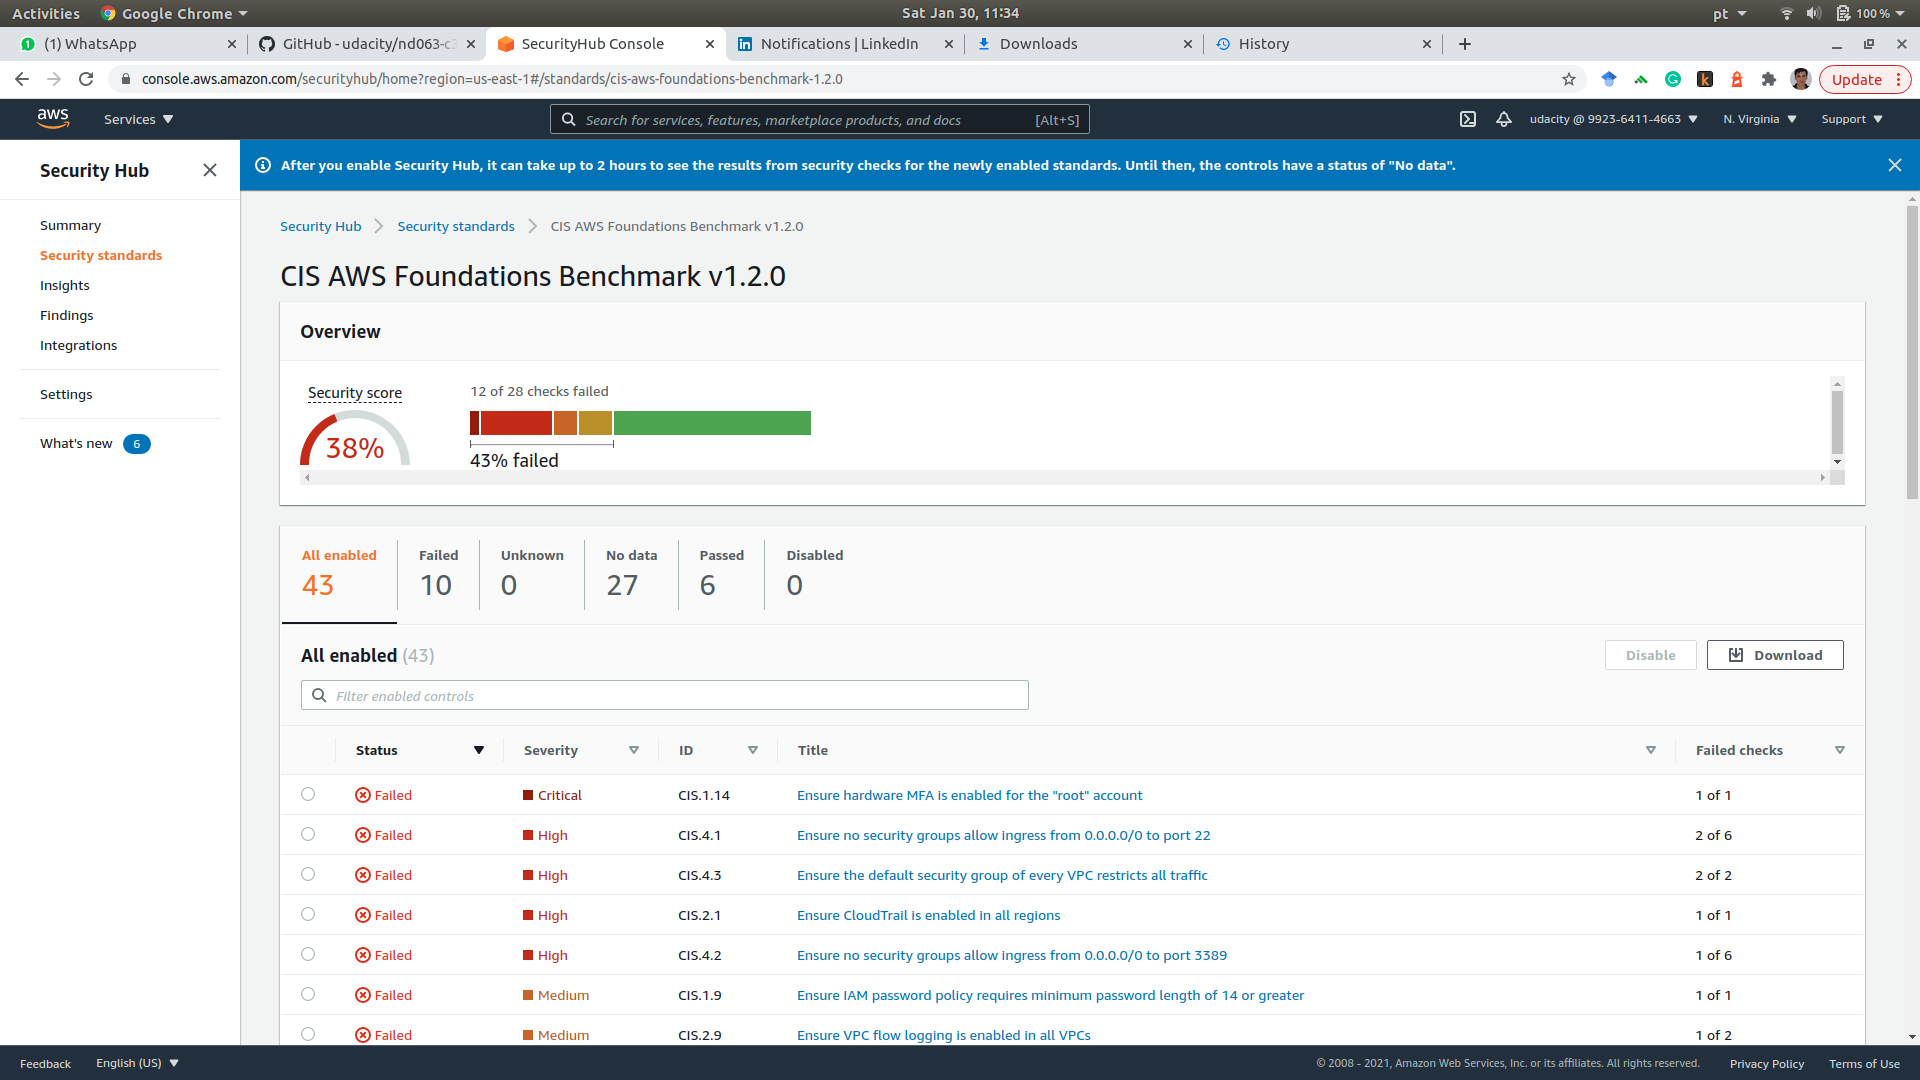 Activities Google Chrome Sat Jan 30, 11:34 pt 100 %
(1) WhatsApp GitHub - udacity/nd063-c3 SecurityHub Console Notifications | LinkedIn Downloads History
console.aws.amazon.com/securityhub/home?region=us-east-1#/standards/cis-aws-foundations-benchmark-1.2.0 Update
aws Services Search for services, features, marketplace products, and docs [Alt+S] udacity @ 9923-6411-4663 N. Virginia Support
Security Hub
Summary
Security standards
Insights
Findings
Integrations
Settings
What's new 6
After you enable Security Hub, it can take up to 2 hours to see the results from security checks for the newly enabled standards. Until then, the controls have a status of "No data".
Security Hub Security standards CIS AWS Foundations Benchmark v1.2.0
CIS AWS Foundations Benchmark v1.2.0
Overview
Security score
38%
12 of 28 checks failed
43% failed
All enabled Failed Unknown No data Passed Disabled
43 10 0 27 6 0
All enabled (43) Disable Download
Filter enabled controls
Status Severity ID Title Failed checks
Failed Critical CIS.1.14 Ensure hardware MFA is enabled for the "root" account 1 of 1
Failed High CIS.4.1 Ensure no security groups allow ingress from 0.0.0.0/0 to port 22 2 of 6
Failed High CIS.4.3 Ensure the default security group of every VPC restricts all traffic 2 of 2
Failed High CIS.2.1 Ensure CloudTrail is enabled in all regions 1 of 1
Failed High CIS.4.2 Ensure no security groups allow ingress from 0.0.0.0/0 to port 3389 1 of 6
Failed Medium CIS.1.9 Ensure IAM password policy requires minimum password length of 14 or greater 1 of 1
Failed Medium CIS.2.9 Ensure VPC flow logging is enabled in all VPCs 1 of 2
Feedback English (US) © 2008 - 2021, Amazon Web Services, Inc. or its affiliates. All rights reserved. Privacy Policy Terms of Use